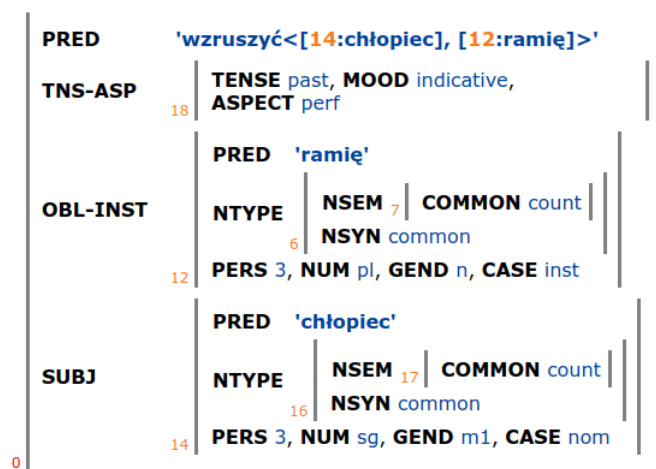 PRED 'wzruszyć<[14:chłopiec], [12:ramię]>'
TNS-ASP 18 TENSE past, MOOD indicative,
ASPECT perf
PRED 'ramię'
OBL-INST NTYPE 6 NSEM 7 COMMON count
NSYN common
12 PERS 3, NUM pl, GEND n, CASE inst
PRED 'chłopiec'
SUBJ NTYPE 16 NSEM 17 COMMON count
NSYN common
14 PERS 3, NUM sg, GEND m1, CASE nom
0